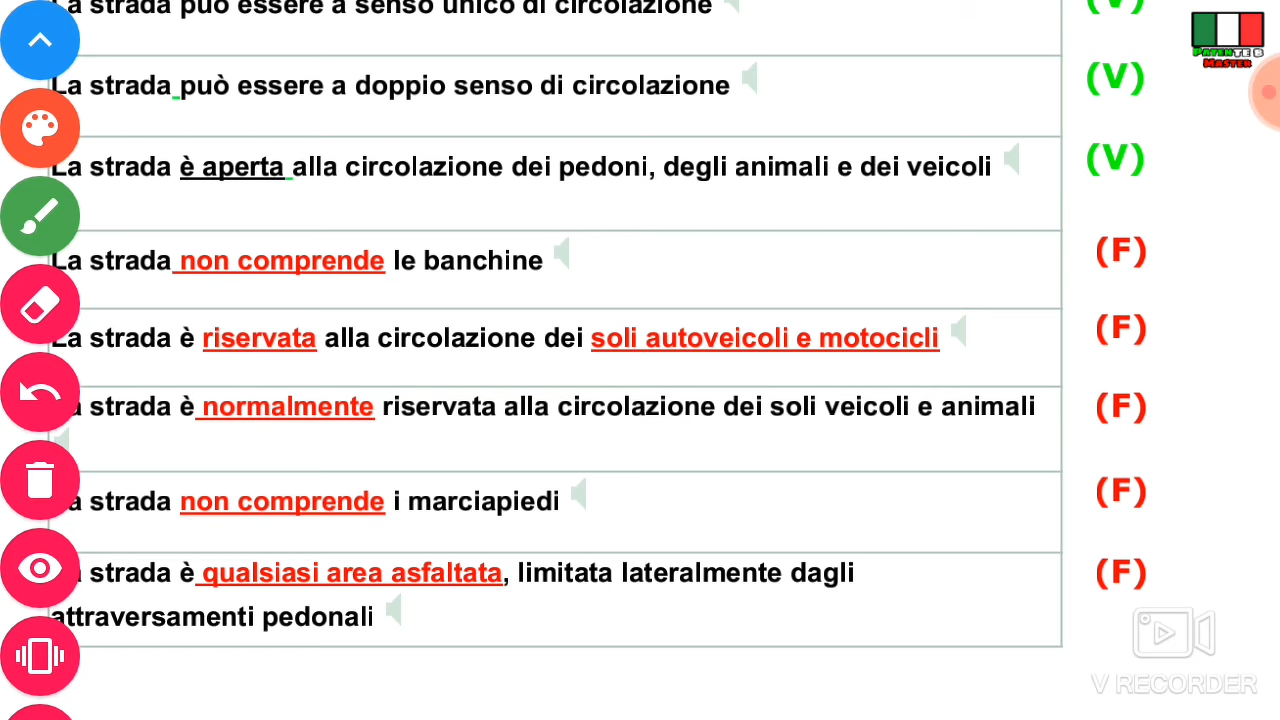 La strada può essere a senso unico di circolazione (V)
La strada può essere a doppio senso di circolazione (V)
La strada è aperta alla circolazione dei pedoni, degli animali e dei veicoli (V)
La strada non comprende le banchine (F)
La strada è riservata alla circolazione dei soli autoveicoli e motocicli (F)
a strada è normalmente riservata alla circolazione dei soli veicoli e animali (F)
a strada non comprende i marciapiedi (F)
strada è qualsiasi area asfaltata, limitata lateralmente dagli (F)
attraversamenti pedonali
PATENTE B
MASTER
V RECORDER